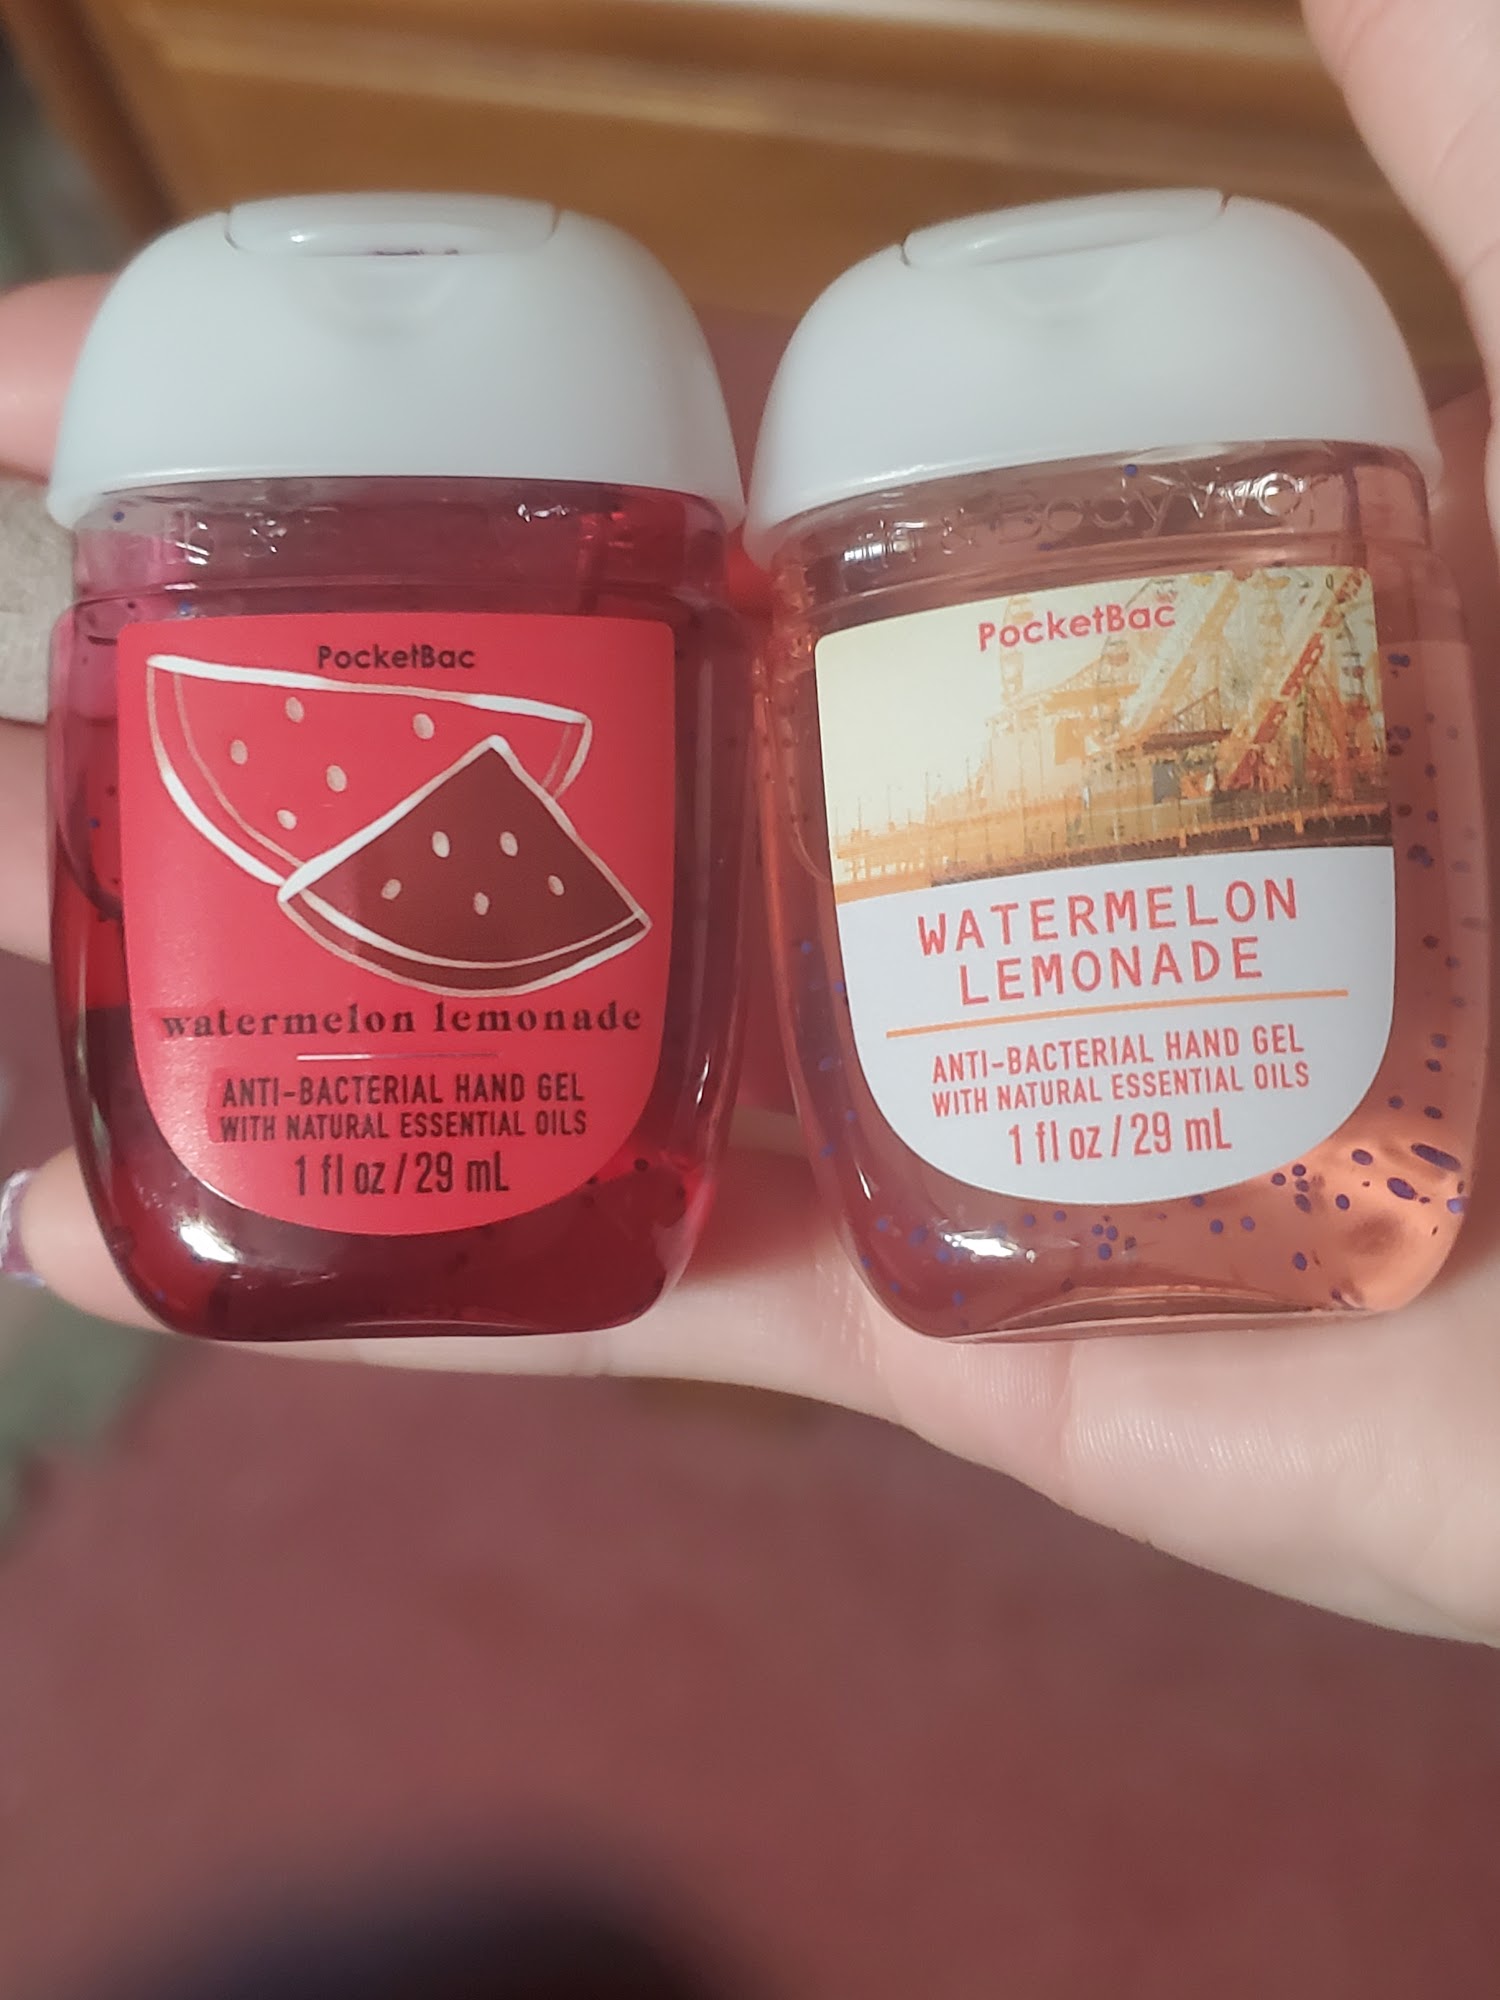 PocketBac
watermelon lemonade
ANTI-BACTERIAL HAND GEL
WITH NATURAL ESSENTIAL OILS
1 fl oz / 29 mL
& BodyWo
PocketBac
WATERMELON
LEMONADE
ANTI-BACTERIAL HAND GEL
WITH NATURAL ESSENTIAL OILS
1 fl oz / 29 mL